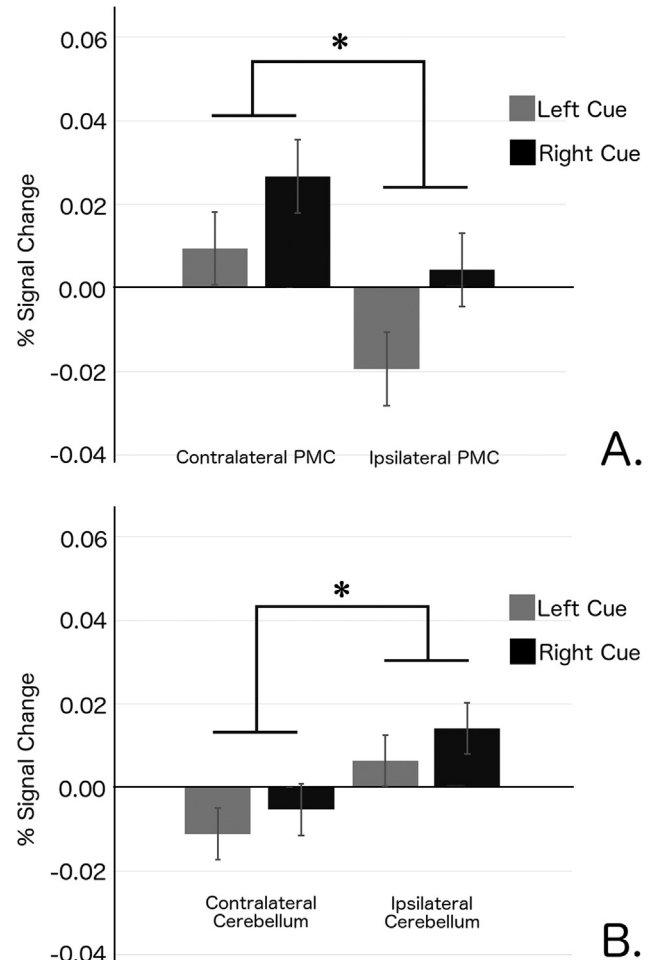 0.06
*
0.04
Left Cue
Right Cue
0.02
% Signal Change
0.00
-0.02
-0.04
Contralateral PMC
Ipsilateral PMC
A.
0.06
*
0.04
Left Cue
Right Cue
0.02
% Signal Change
0.00
-0.02
Contralateral
Cerebellum
Ipsilateral
Cerebellum
-0.04
B.